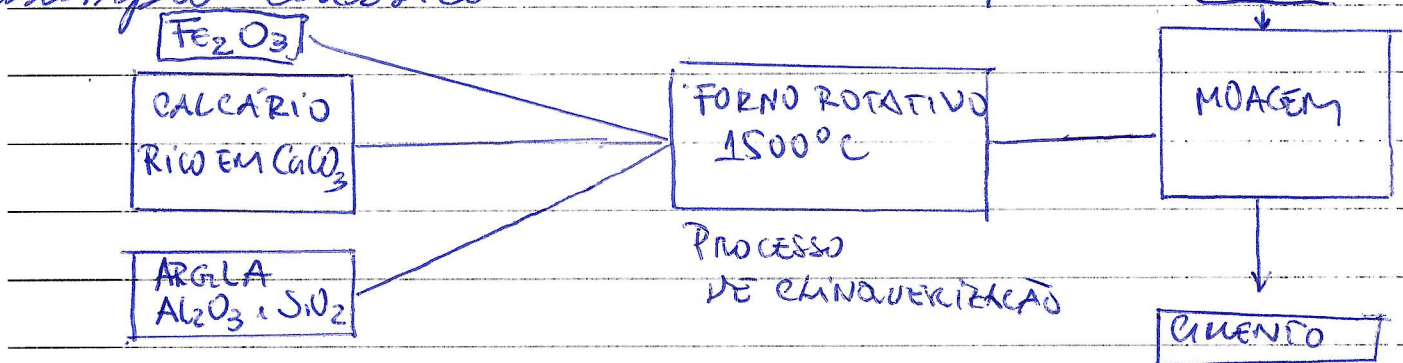 Fe2O3
CALCÁRIO
RICO EM CaCO3
ARGILA
Al2O3 . SiO2
FORNO ROTATIVO
1500°C
PROCESSO
DE CLINQUERIZAÇÃO
MOAGEM
CIMENTO